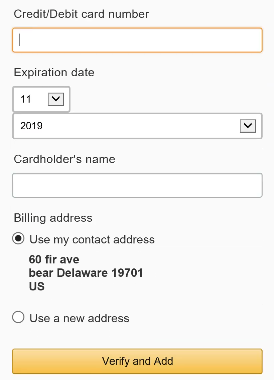 Credit/Debit card number
Expiration date
11
2019
Cardholder's name
Billing address
Use my contact address
60 fir ave
bear Delaware 19701
US
Use a new address
Verify and Add